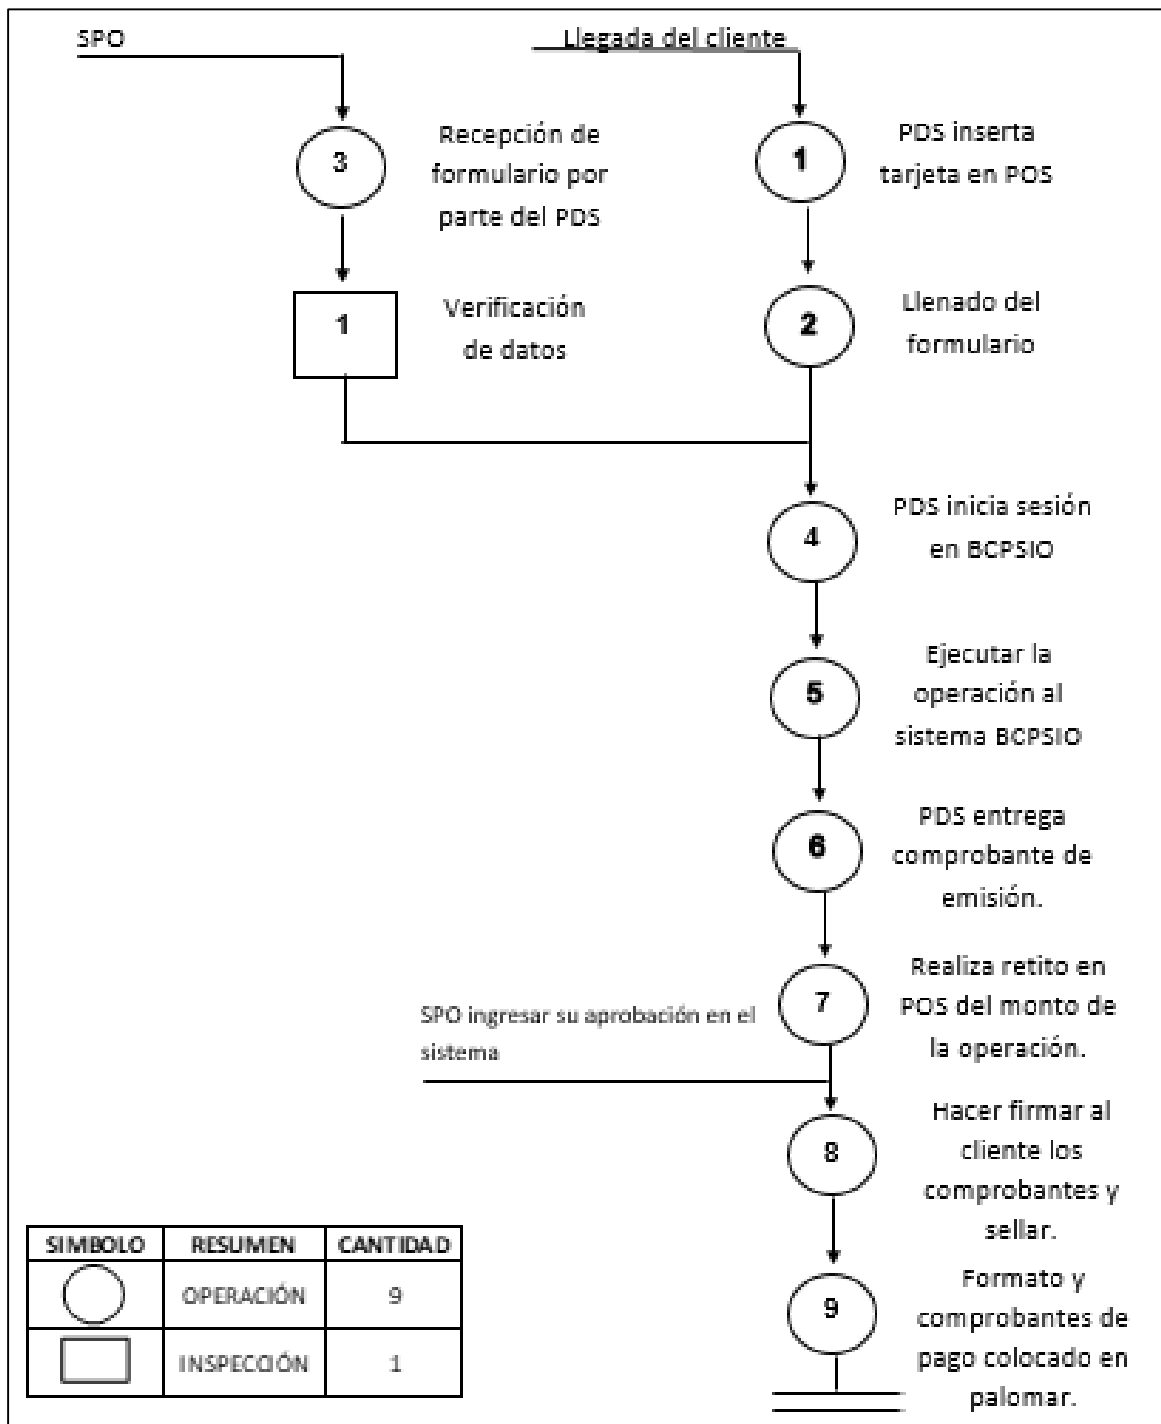 SPO
Llegada del cliente
3
Recepción de
formulario por
parte del PDS
1
PDS inserta
tarjeta en POS
1
Verificación
de datos
2
Llenado del
formulario
4
PDS inicia sesión
en BCPSIO
5
Ejecutar la
operación al
sistema BCPSIO
6
PDS entrega
comprobante de
emisión.
7
Realiza retito en
POS del monto de
la operación.
SPO ingresar su aprobación en el
sistema
8
Hacer firmar al
cliente los
comprobantes y
sellar.
9
Formato y
comprobantes de
pago colocado en
palomar.
SIMBOLO RESUMEN CANTIDAD
OPERACIÓN 9
INSPECCIÓN 1